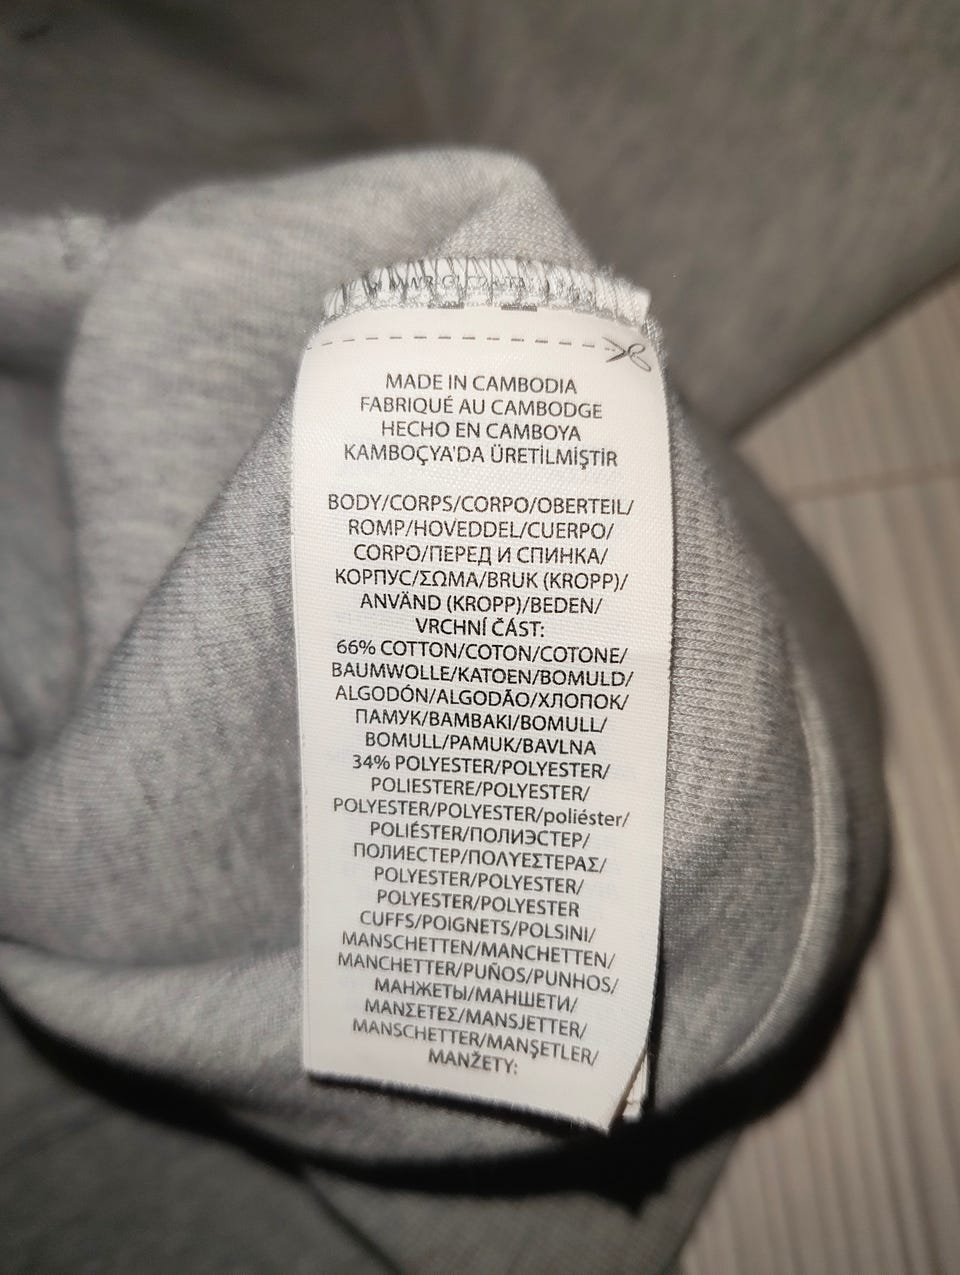 MADE IN CAMBODIA
FABRIQUÉ AU CAMBODGE
HECHO EN CAMBOYA
KAMBOÇYA'DA ÜRETİLMİŞTİR
BODY/CORPS/CORPO/OBERTEIL/
ROMP/HOVEDDEL/CUERPO/
CORPO/ПЕРЕД И СПИНКА/
КОРПУС/ΣΩΜΑ/BRUK (KROPP)/
ANVÄND (KROPP)/BEDEN/
VRCHNÍ ČÁST:
66% COTTON/COTON/COTONE/
BAUMWOLLE/KATOEN/BOMULD/
ALGODÓN/ALGODÃO/ХЛОПОК/
ПАМУК/ΒΑΜΒΑΚΙ/BOMULL/
BOMULL/PAMUK/BAVLNA
34% POLYESTER/POLYESTER/
POLIESTERE/POLYESTER/
POLYESTER/POLYESTER/poliéster/
POLIÉSTER/ПОЛИЭСТЕР/
ПОЛИЕСТЕР/ΠΟΛΥΕΣΤΕΡΑΣ/
POLYESTER/POLYESTER/
POLYESTER/POLYESTER
CUFFS/POIGNETS/POLSINI/
MANSCHETTEN/MANCHETTEN/
MANCHETTER/PUÑOS/PUNHOS/
МАНЖЕТЫ/МАНШЕТИ/
ΜΑΝΣΕΤΕΣ/MANSJETTER/
MANSCHETTER/MANŞETLER/
MANŽETY: